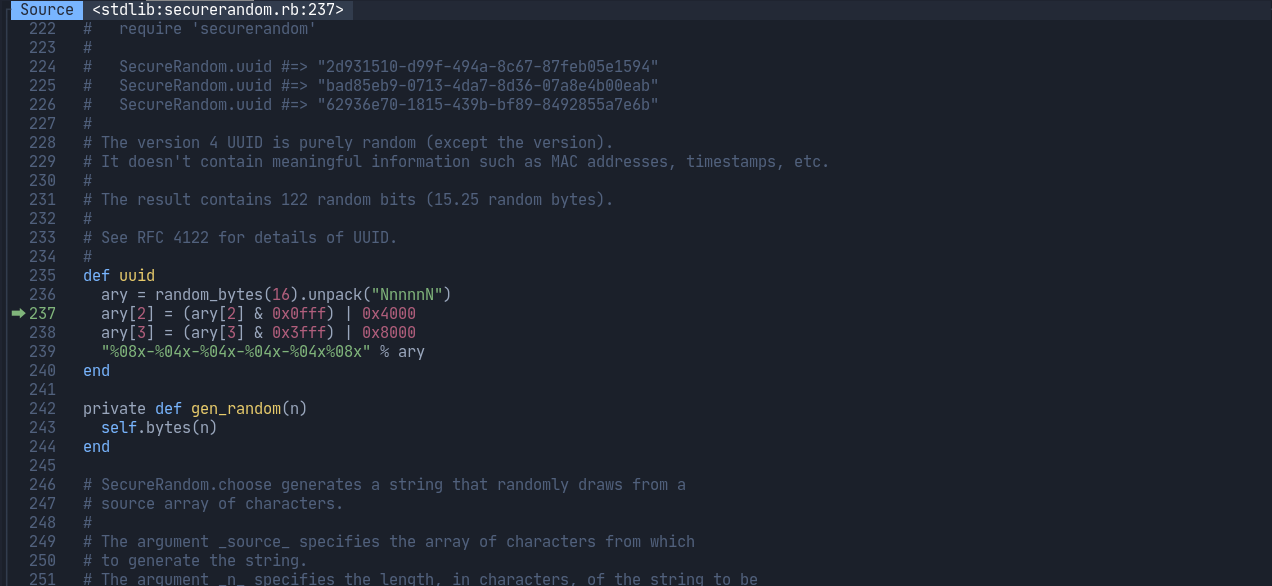 Source <stdlib:securerandom.rb:237>
222 #   require 'securerandom'
223 #
224 #   SecureRandom.uuid #=> "2d931510-d99f-494a-8c67-87feb05e1594"
225 #   SecureRandom.uuid #=> "bad85eb9-0713-4da7-8d36-07a8e4b00eab"
226 #   SecureRandom.uuid #=> "62936e70-1815-439b-bf89-8492855a7e6b"
227 #
228 # The version 4 UUID is purely random (except the version).
229 # It doesn't contain meaningful information such as MAC addresses, timestamps, etc.
230 #
231 # The result contains 122 random bits (15.25 random bytes).
232 #
233 # See RFC 4122 for details of UUID.
234 #
235 def uuid
236   ary = random_bytes(16).unpack("NnnnnN")
➡237   ary[2] = (ary[2] & 0x0fff) | 0x4000
238   ary[3] = (ary[3] & 0x3fff) | 0x8000
239   "%08x-%04x-%04x-%04x-%04x%08x" % ary
240 end
241
242 private def gen_random(n)
243   self.bytes(n)
244 end
245
246 # SecureRandom.choose generates a string that randomly draws from a
247 # source array of characters.
248 #
249 # The argument _source_ specifies the array of characters from which
250 # to generate the string.
251 # The argument _n_ specifies the length, in characters, of the string to be